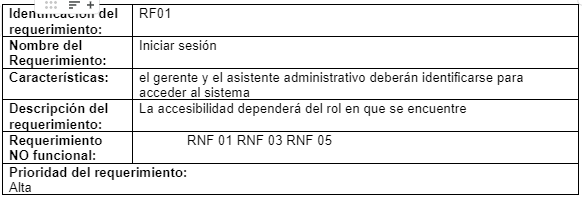 Identificación del RF01
requerimiento:
Nombre del Iniciar sesión
Requerimiento:
Características: el gerente y el asistente administrativo deberán identificarse para
acceder al sistema
Descripción del La accesibilidad dependerá del rol en que se encuentre
requerimiento:
Requerimiento RNF 01 RNF 03 RNF 05
NO funcional:
Prioridad del requerimiento:
Alta